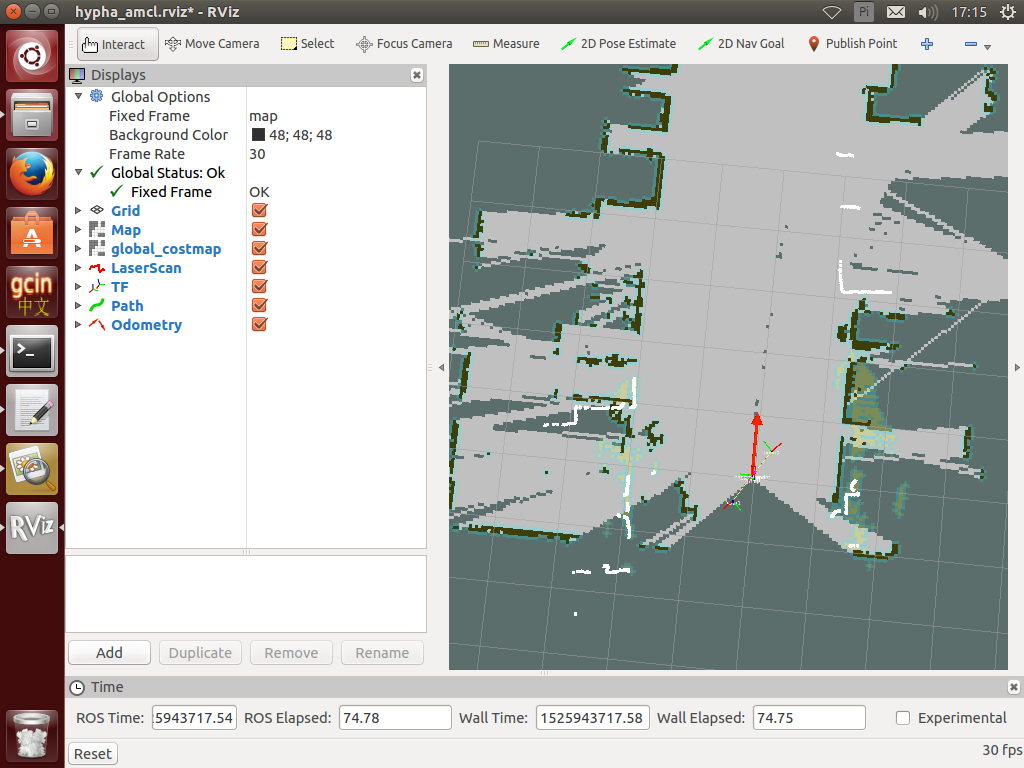 hypha_amcl.rviz* - RViz
Pi
17:15
Interact
Move Camera
Select
Focus Camera
Measure
2D Pose Estimate
2D Nav Goal
Publish Point
Displays
Global Options
Fixed Frame map
Background Color 48; 48; 48
Frame Rate 30
Global Status: Ok
Fixed Frame OK
Grid
Map
global_costmap
LaserScan
TF
Path
Odometry
gcin
中文
RViz
Add
Duplicate
Remove
Rename
Time
ROS Time: 5943717.54 ROS Elapsed: 74.78 Wall Time: 1525943717.58 Wall Elapsed: 74.75 Experimental
Reset
30 fps